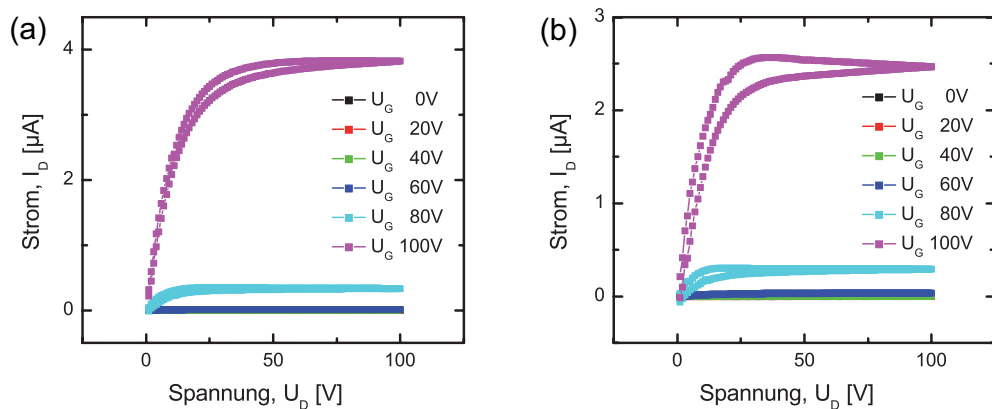 (a)
Strom, I_D [µA]
4
2
0
U_G 0V
U_G 20V
U_G 40V
U_G 60V
U_G 80V
U_G 100V
0 50 100
Spannung, U_D [V]
(b)
Strom, I_D [µA]
3
2
1
0
U_G 0V
U_G 20V
U_G 40V
U_G 60V
U_G 80V
U_G 100V
0 50 100
Spannung, U_D [V]